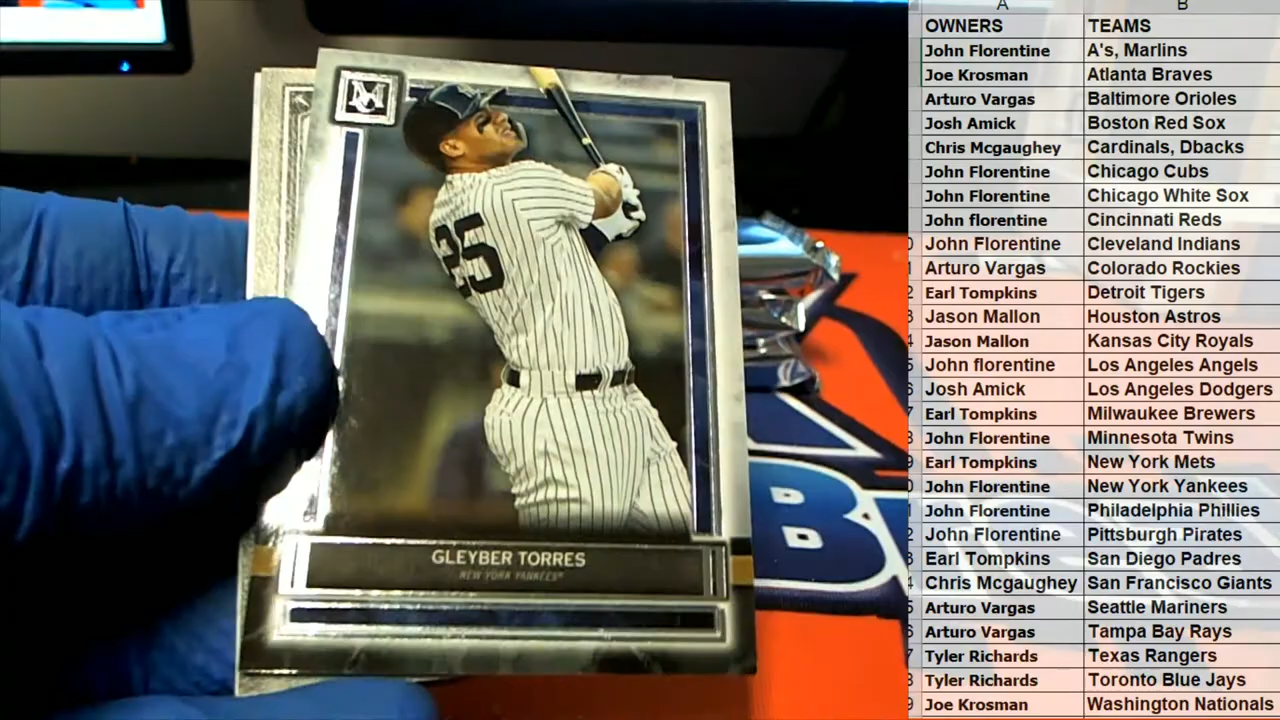 25
GLEYBER TORRES
NEW YORK YANKEES
B
A B
OWNERS TEAMS
John Florentine A's, Marlins
Joe Krosman Atlanta Braves
Arturo Vargas Baltimore Orioles
Josh Amick Boston Red Sox
Chris Mcgaughey Cardinals, Dbacks
John Florentine Chicago Cubs
John Florentine Chicago White Sox
John florentine Cincinnati Reds
John Florentine Cleveland Indians
Arturo Vargas Colorado Rockies
Earl Tompkins Detroit Tigers
Jason Mallon Houston Astros
Jason Mallon Kansas City Royals
John florentine Los Angeles Angels
Josh Amick Los Angeles Dodgers
Earl Tompkins Milwaukee Brewers
John Florentine Minnesota Twins
Earl Tompkins New York Mets
John Florentine New York Yankees
John Florentine Philadelphia Phillies
John Florentine Pittsburgh Pirates
Earl Tompkins San Diego Padres
Chris Mcgaughey San Francisco Giants
Arturo Vargas Seattle Mariners
Arturo Vargas Tampa Bay Rays
Tyler Richards Texas Rangers
Tyler Richards Toronto Blue Jays
Joe Krosman Washington Nationals